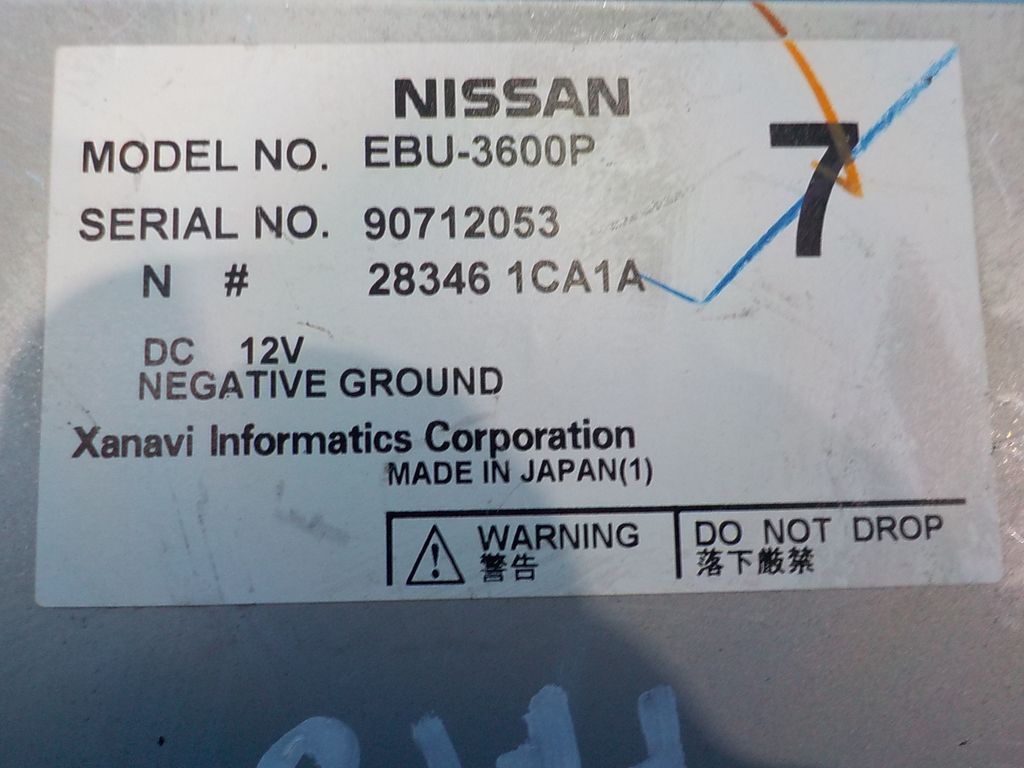 NISSAN
MODEL NO. EBU-3600P
7
SERIAL NO. 90712053
N # 28346 1CA1A
DC 12V
NEGATIVE GROUND
Xanavi Informatics Corporation
MADE IN JAPAN(1)
WARNING
警告
DO NOT DROP
落下厳禁